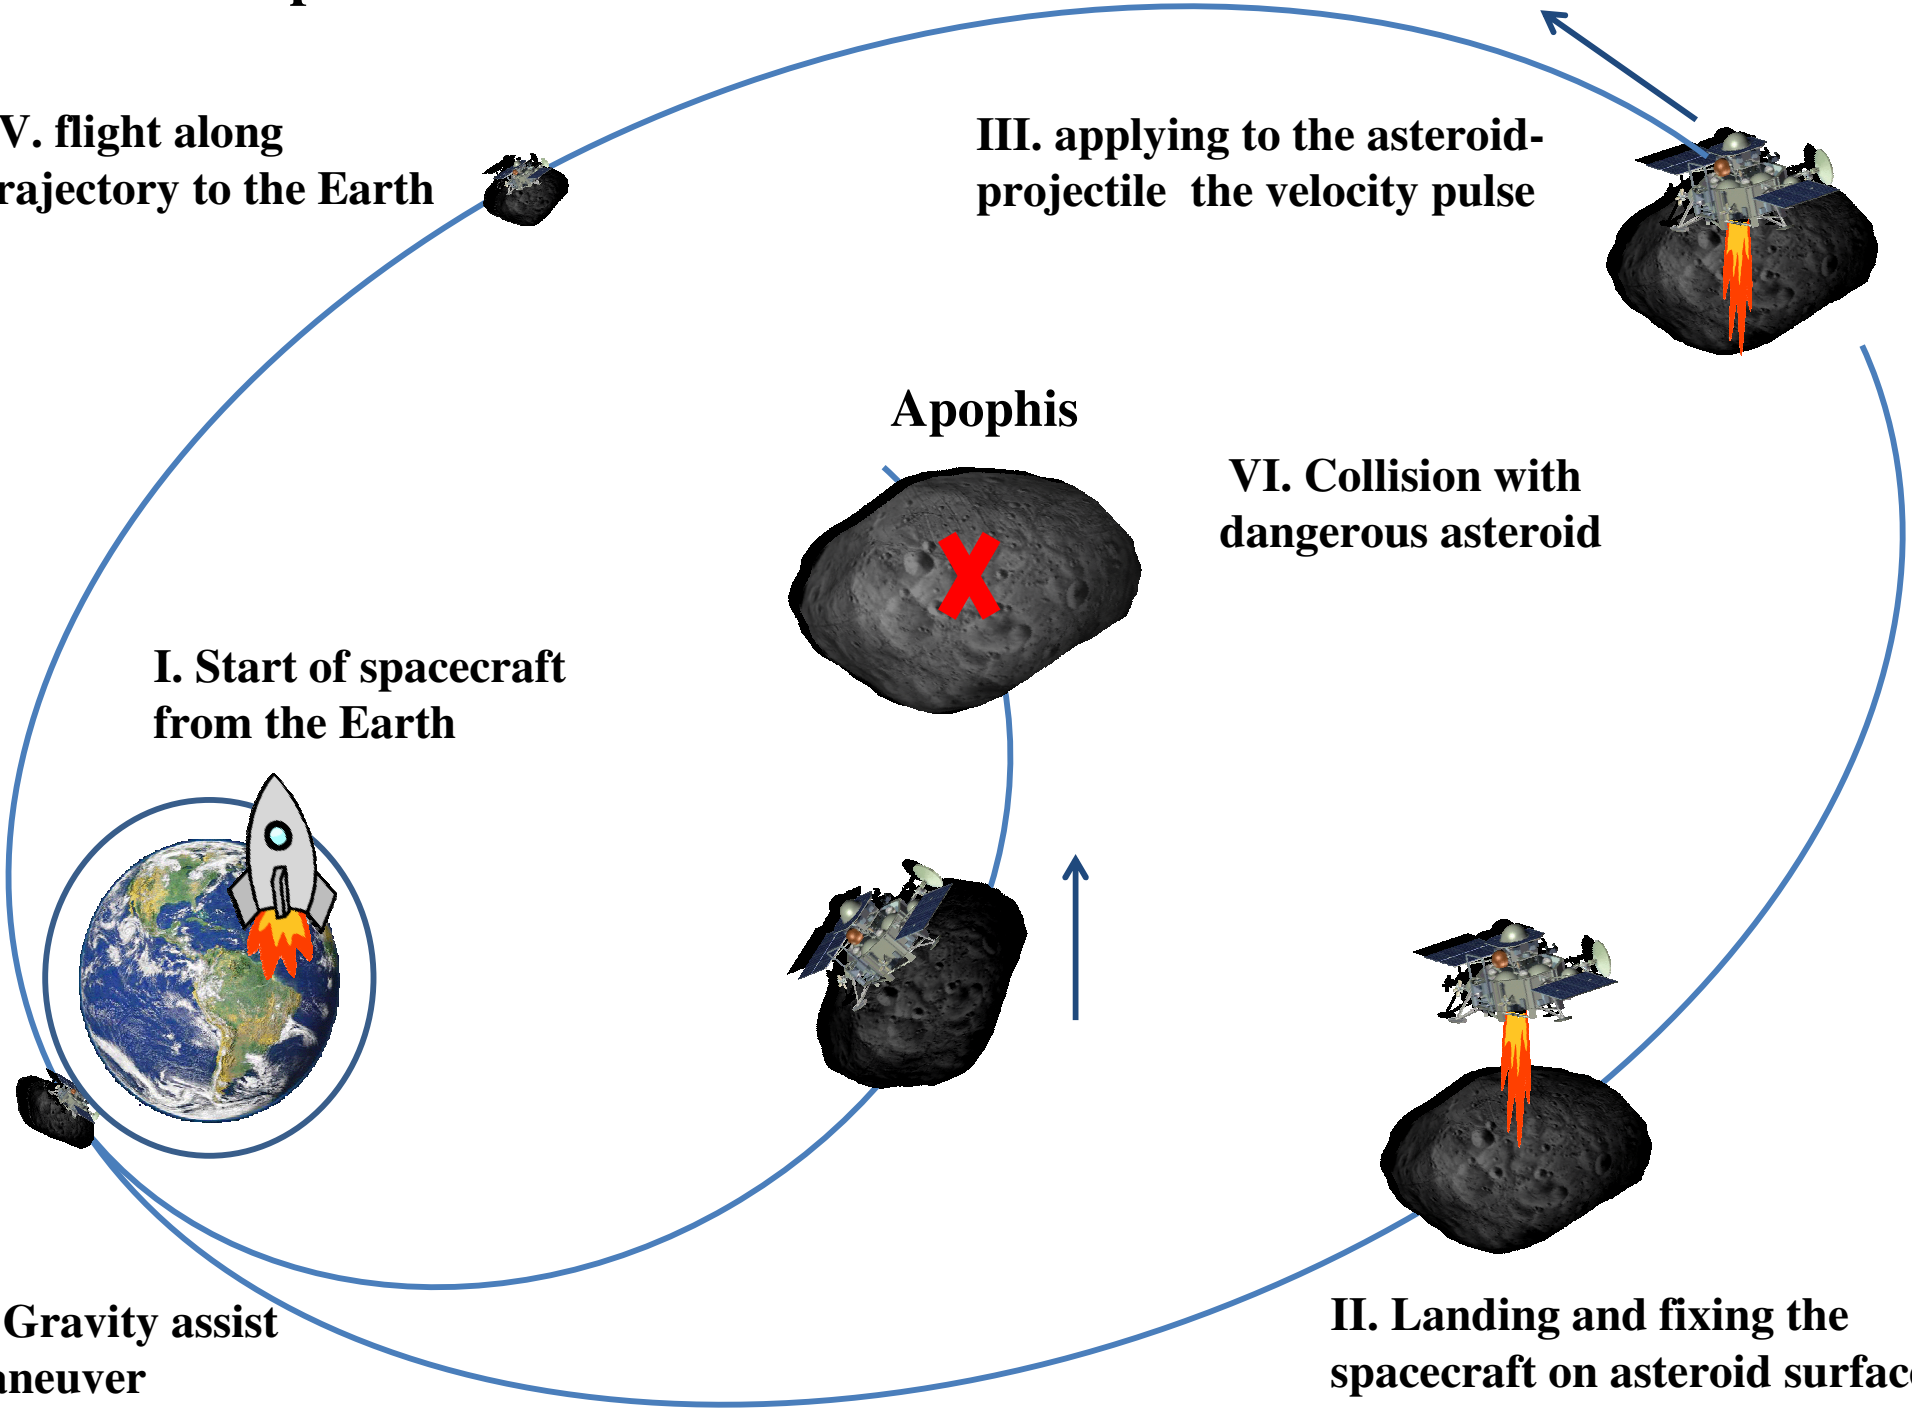 V. flight along
rajectory to the Earth
III. applying to the asteroid-
projectile the velocity pulse
Apophis
VI. Collision with
dangerous asteroid
I. Start of spacecraft
from the Earth
Gravity assist
aneuver
II. Landing and fixing the
spacecraft on asteroid surfac